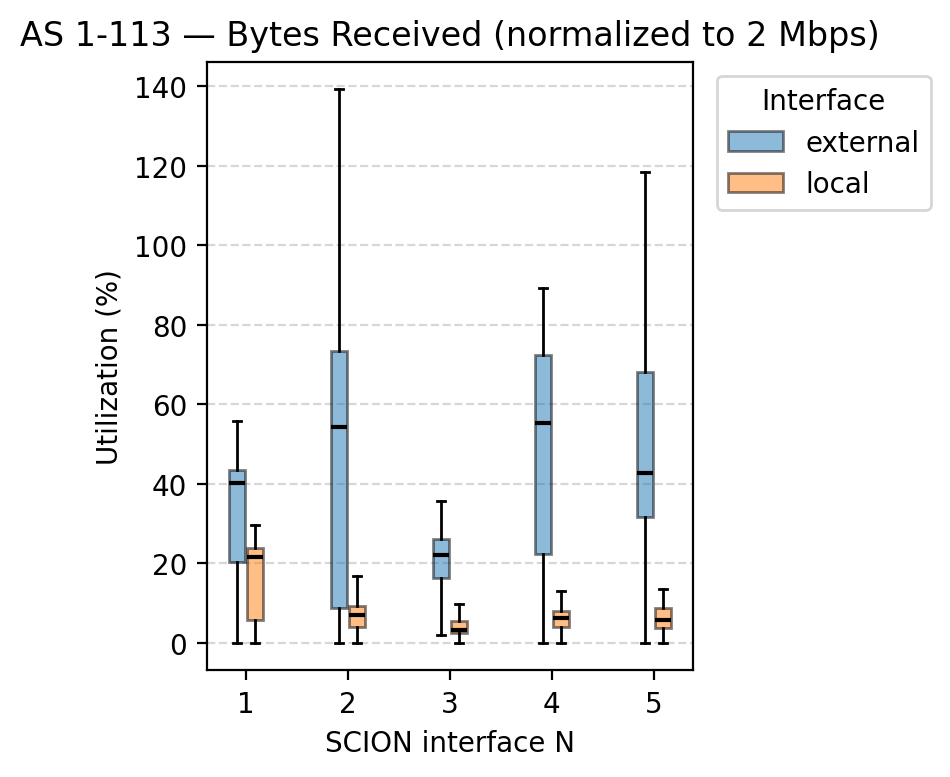 AS 1-113 — Bytes Received (normalized to 2 Mbps)
Interface
external
local
Utilization (%)
140
120
100
80
60
40
20
0
1 2 3 4 5
SCION interface N